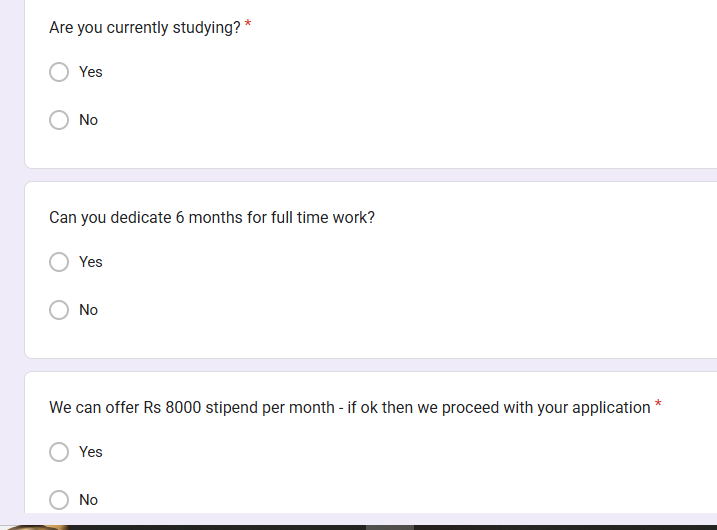 Are you currently studying? *
Yes
No
Can you dedicate 6 months for full time work?
Yes
No
We can offer Rs 8000 stipend per month - if ok then we proceed with your application *
Yes
No